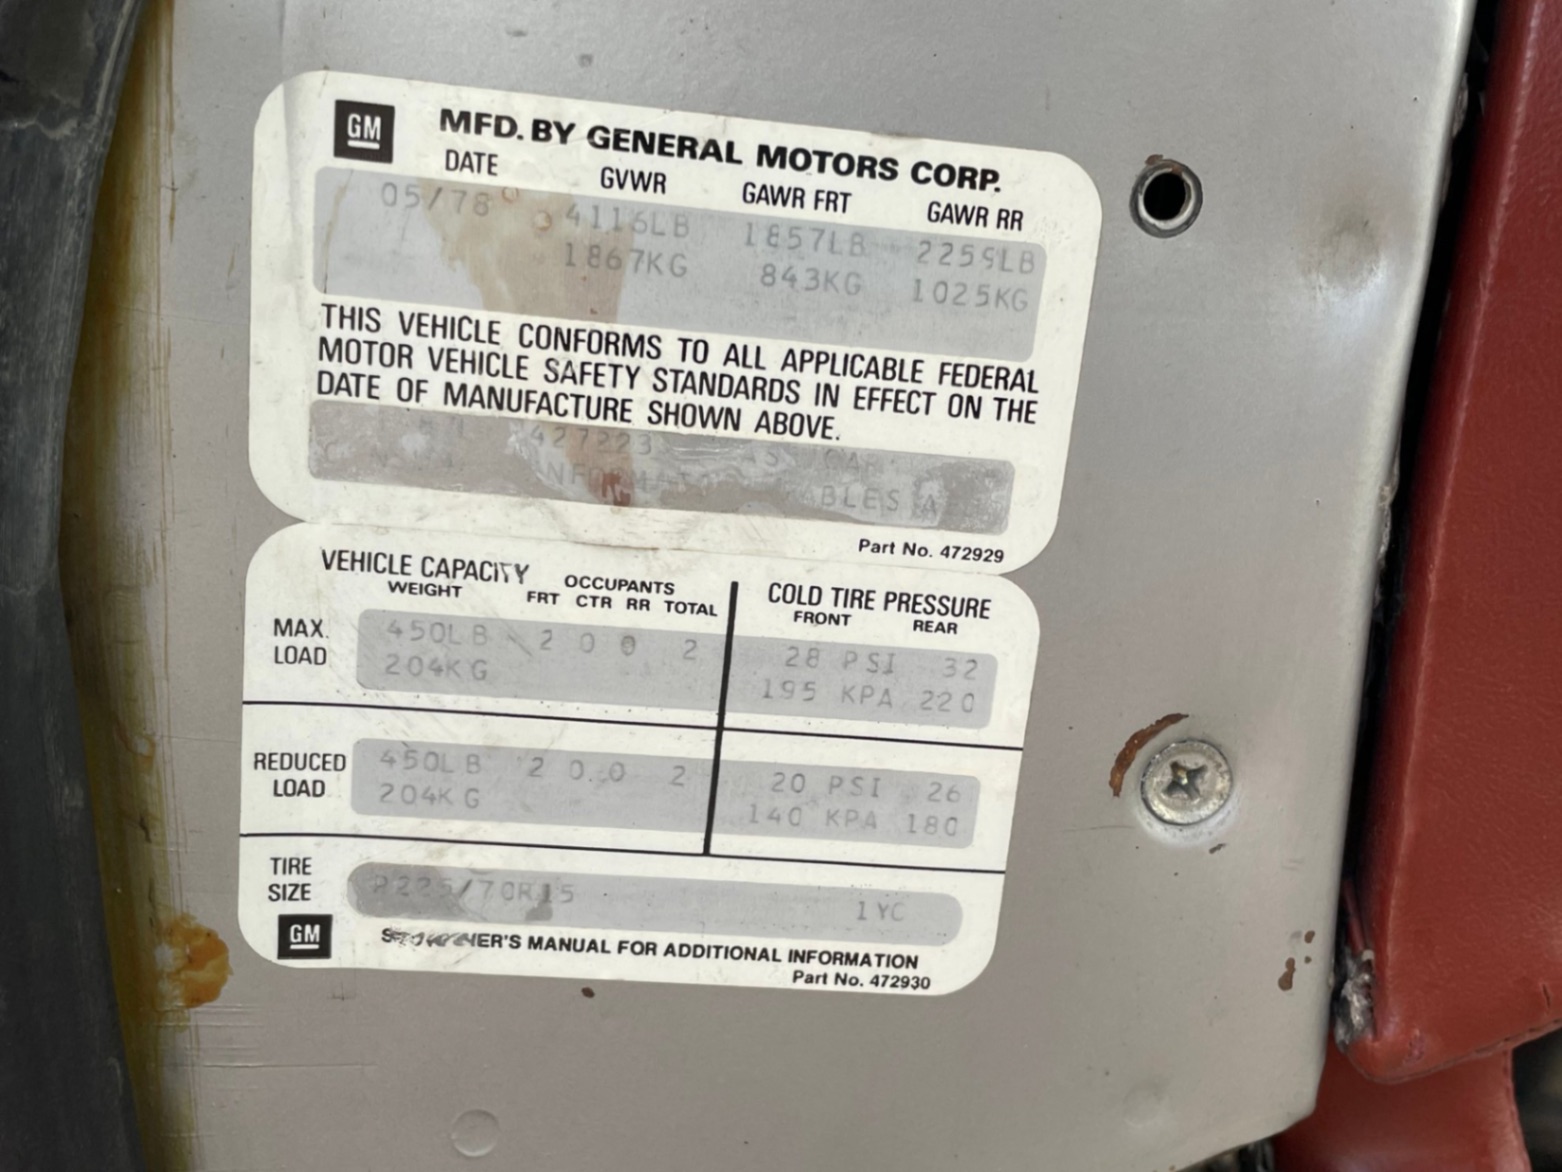 GM
MFD. BY GENERAL MOTORS CORP.
DATE GVWR GAWR FRT GAWR RR
05/78 4116LB 1857LB 2259LB
1867KG 843KG 1025KG
THIS VEHICLE CONFORMS TO ALL APPLICABLE FEDERAL
MOTOR VEHICLE SAFETY STANDARDS IN EFFECT ON THE
DATE OF MANUFACTURE SHOWN ABOVE.
427223
Part No. 472929
VEHICLE CAPACITY OCCUPANTS COLD TIRE PRESSURE
WEIGHT FRT CTR RR TOTAL FRONT REAR
MAX. LOAD 450LB 2 0 0 2 28 PSI 32
204KG 195 KPA 220
REDUCED LOAD 450LB 2 0 0 2 20 PSI 26
204KG 140 KPA 180
TIRE SIZE P225/70R15 1YC
GM
MANUAL FOR ADDITIONAL INFORMATION
Part No. 472930